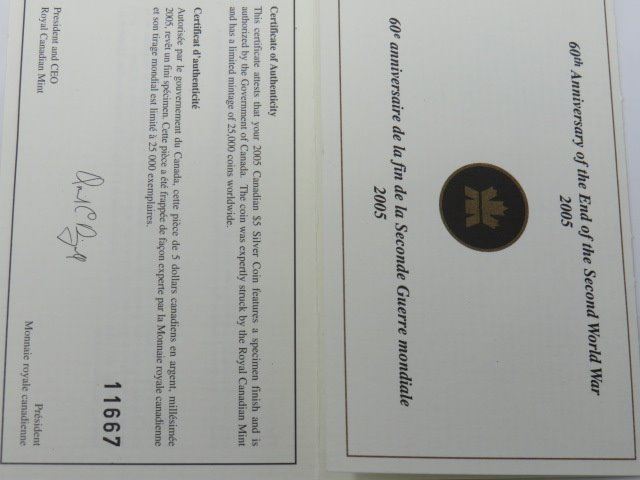 60th Anniversary of the End of the Second World War
2005
60e anniversaire de la fin de la Seconde Guerre mondiale
2005
Certificate of Authenticity
This certificate attests that your 2005 Canadian $5 Silver Coin features a specimen finish and is
authorized by the Government of Canada. The coin was expertly struck by the Royal Canadian Mint
and has a limited mintage of 25,000 coins worldwide.
Certificat d'authenticité
Autorisée par le gouvernement du Canada, cette pièce de 5 dollars canadiens en argent, millésimée
2005, revêt un fini spécimen. Cette pièce a été frappée de façon experte par la Monnaie royale canadienne
et son tirage mondial est limité à 25 000 exemplaires.
11667
President and CEO
Royal Canadian Mint
Président
Monnaie royale canadienne